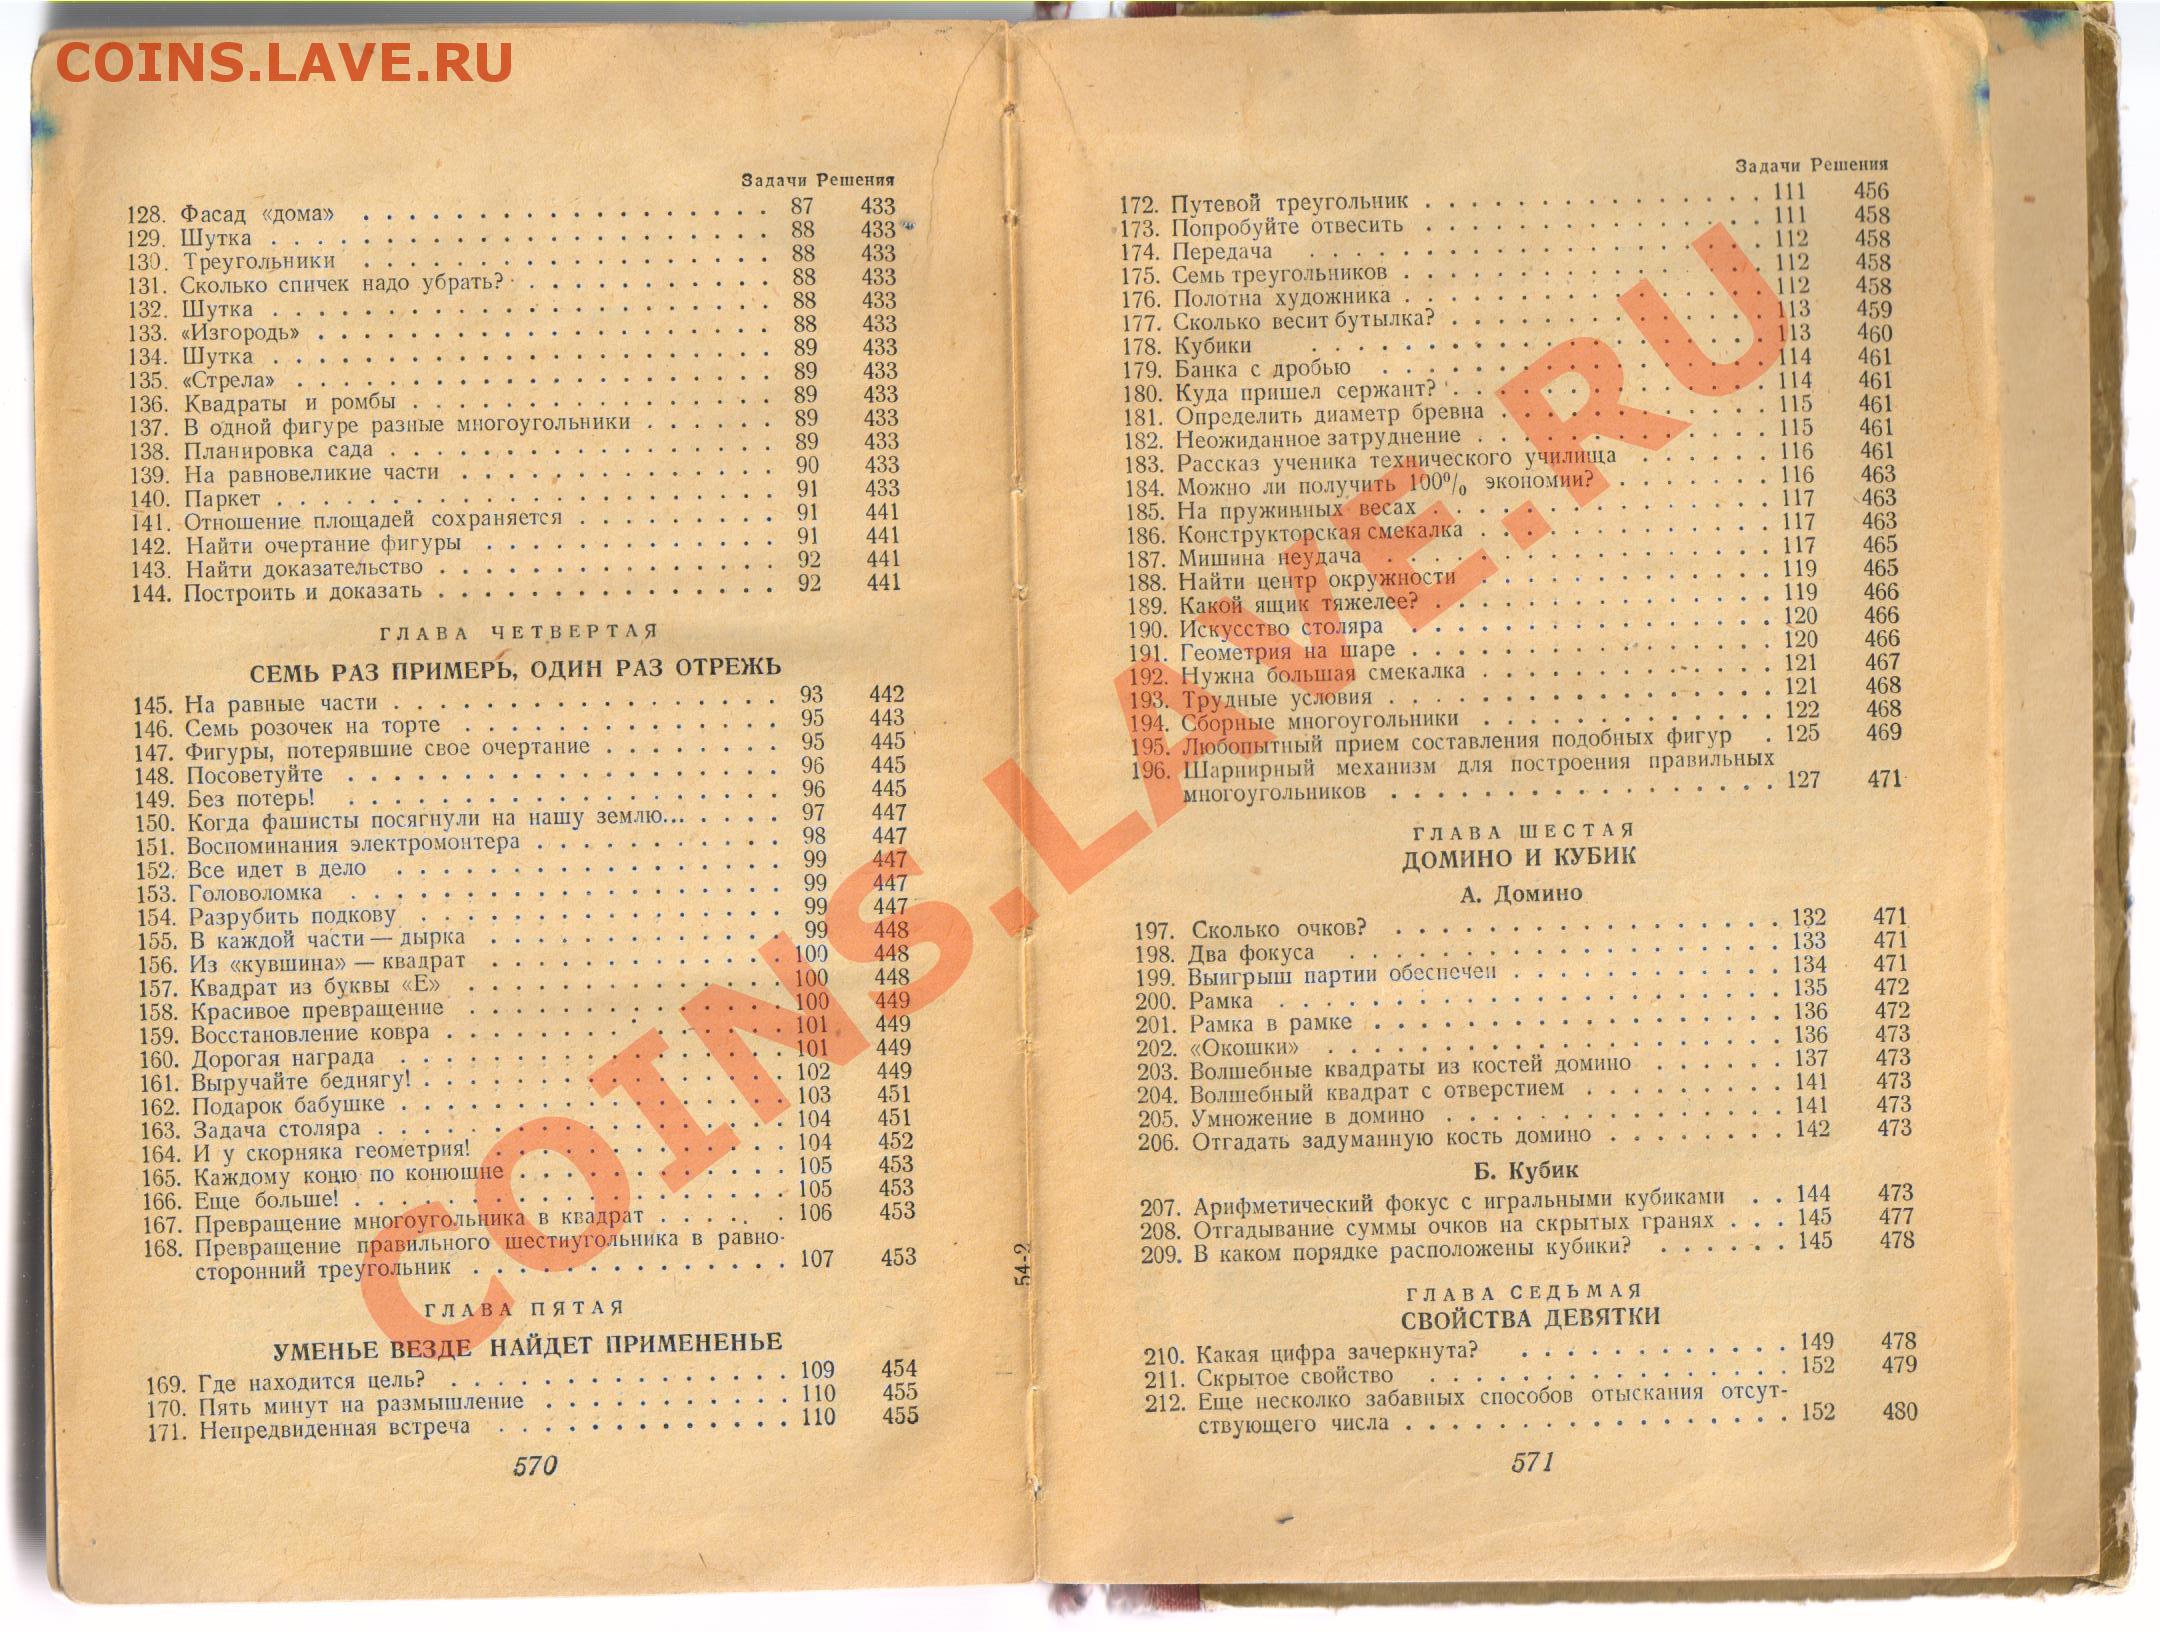 COINS.LAVE.RU
Задачи Решения
128. Фасад «дома» . . . . . 87 433
129. Шутка . . . . . 88 433
130. Треугольники . . . . . 88 433
131. Сколько спичек надо убрать? . . . . . 88 433
132. Шутка . . . . . 88 433
133. «Изгородь» . . . . . 88 433
134. Шутка . . . . . 89 433
135. «Стрела» . . . . . 89 433
136. Квадраты и ромбы . . . . . 89 433
137. В одной фигуре разные многоугольники . . . . . 89 433
138. Планировка сада . . . . . 89 433
139. На равновеликие части . . . . . 90 433
140. Паркет . . . . . 91 433
141. Отношение площадей сохраняется . . . . . 91 441
142. Найти очертание фигуры . . . . . 91 441
143. Найти доказательство . . . . . 92 441
144. Построить и доказать . . . . . 92 441
ГЛАВА ЧЕТВЕРТАЯ
СЕМЬ РАЗ ПРИМЕРЬ, ОДИН РАЗ ОТРЕЖЬ
145. На равные части . . . . . 93 442
146. Семь розочек на торте . . . . . 95 443
147. Фигуры, потерявшие свое очертание . . . . . 95 445
148. Посоветуйте . . . . . 96 445
149. Без потерь! . . . . . 96 445
150. Когда фашисты посягнули на нашу землю... . . . . 97 447
151. Воспоминания электромонтера . . . . . 98 447
152. Все идет в дело . . . . . 99 447
153. Головоломка . . . . . 99 447
154. Разрубить подкову . . . . . 99 447
155. В каждой части — дырка . . . . . 99 448
156. Из «кувшина» — квадрат . . . . . 100 448
157. Квадрат из буквы «Е» . . . . . 100 448
158. Красивое превращение . . . . . 100 449
159. Восстановление ковра . . . . . 101 449
160. Дорогая награда . . . . . 101 449
161. Выручайте беднягу! . . . . . 102 449
162. Подарок бабушке . . . . . 103 451
163. Задача столяра . . . . . 104 451
164. И у скорняка геометрия! . . . . . 104 452
165. Каждому коню по конюшне . . . . . 105 453
166. Еще больше! . . . . . 105 453
167. Превращение многоугольника в квадрат . . . . . 106 453
168. Превращение правильного шестиугольника в равно-
сторонний треугольник . . . . . 107 453
ГЛАВА ПЯТАЯ
УМЕНЬЕ ВЕЗДЕ НАЙДЕТ ПРИМЕНЕНЬЕ
169. Где находится цель? . . . . . 109 454
170. Пять минут на размышление . . . . . 110 455
171. Непредвиденная встреча . . . . . 110 455
570
54-2
Задачи Решения
172. Путевой треугольник . . . . . 111 456
173. Попробуйте отвесить . . . . . 111 458
174. Передача . . . . . 112 458
175. Семь треугольников . . . . . 112 458
176. Полотна художника . . . . . 112 458
177. Сколько весит бутылка? . . . . . 113 459
178. Кубики . . . . . 113 460
179. Банка с дробью . . . . . 114 461
180. Куда пришел сержант? . . . . . 114 461
181. Определить диаметр бревна . . . . . 115 461
182. Неожиданное затруднение . . . . . 115 461
183. Рассказ ученика технического училища . . . . . 116 461
184. Можно ли получить 100% экономии? . . . . . 116 463
185. На пружинных весах . . . . . 117 463
186. Конструкторская смекалка . . . . . 117 463
187. Мишина неудача . . . . . 117 465
188. Найти центр окружности . . . . . 119 465
189. Какой ящик тяжелее? . . . . . 119 466
190. Искусство столяра . . . . . 120 466
191. Геометрия на шаре . . . . . 120 466
192. Нужна большая смекалка . . . . . 121 467
193. Трудные условия . . . . . 121 468
194. Сборные многоугольники . . . . . 122 468
195. Любопытный прием составления подобных фигур . 125 469
196. Шарнирный механизм для построения правильных
многоугольников . . . . . 127 471
ГЛАВА ШЕСТАЯ
ДОМИНО И КУБИК
А. Домино
197. Сколько очков? . . . . . 132 471
198. Два фокуса . . . . . 133 471
199. Выигрыш партии обеспечен . . . . . 134 471
200. Рамка . . . . . 135 472
201. Рамка в рамке . . . . . 136 472
202. «Окошки» . . . . . 136 473
203. Волшебные квадраты из костей домино . . . . . 137 473
204. Волшебный квадрат с отверстием . . . . . 141 473
205. Умножение в домино . . . . . 141 473
206. Отгадать задуманную кость домино . . . . . 142 473
Б. Кубик
207. Арифметический фокус с игральными кубиками . . 144 473
208. Отгадывание суммы очков на скрытых гранях . . . 145 477
209. В каком порядке расположены кубики? . . . . . 145 478
ГЛАВА СЕДЬМАЯ
СВОЙСТВА ДЕВЯТКИ
210. Какая цифра зачеркнута? . . . . . 149 478
211. Скрытое свойство . . . . . 152 479
212. Еще несколко забавных способов отыскания отсут-
ствующего числа . . . . . 152 480
571
COINS.LAVE.RU